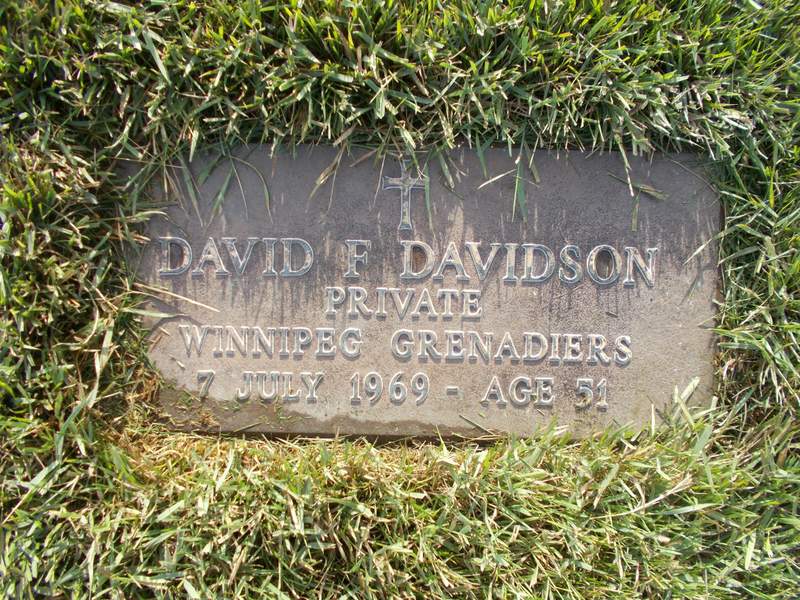 DAVID F DAVIDSON
PRIVATE
WINNIPEG GRENADIERS
7 JULY 1969 - AGE 51